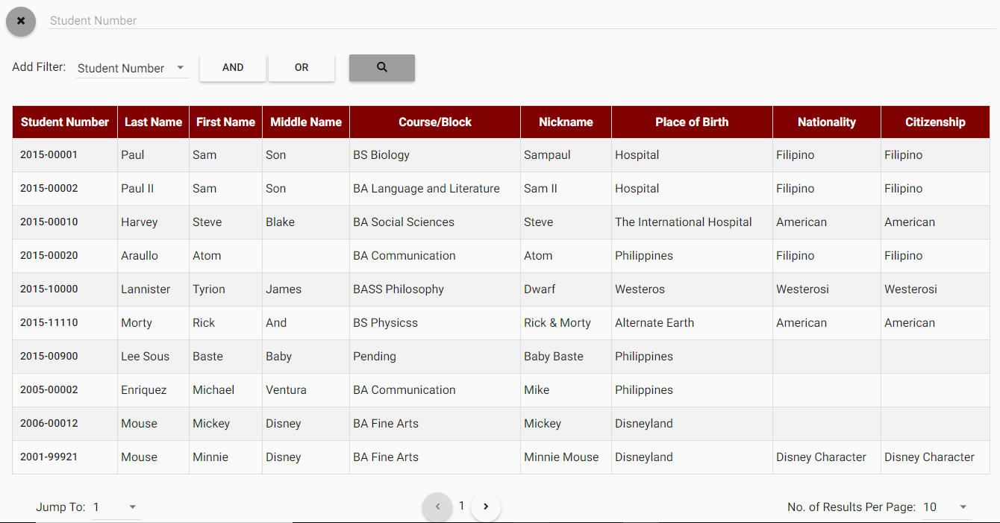 Student Number
Add Filter: Student Number AND OR
Student Number Last Name First Name Middle Name Course/Block Nickname Place of Birth Nationality Citizenship
2015-00001 Paul Sam Son BS Biology Sampaul Hospital Filipino Filipino
2015-00002 Paul II Sam Son BA Language and Literature Sam II Hospital Filipino Filipino
2015-00010 Harvey Steve Blake BA Social Sciences Steve The International Hospital American American
2015-00020 Araullo Atom BA Communication Atom Philippines Filipino Filipino
2015-10000 Lannister Tyrion James BASS Philosophy Dwarf Westeros Westerosi Westerosi
2015-11110 Morty Rick And BS Physicss Rick & Morty Alternate Earth American American
2015-00900 Lee Sous Baste Baby Pending Baby Baste Philippines
2005-00002 Enriquez Michael Ventura BA Communication Mike Philippines
2006-00012 Mouse Mickey Disney BA Fine Arts Mickey Disneyland
2001-99921 Mouse Minnie Disney BA Fine Arts Minnie Mouse Disneyland Disney Character Disney Character
Jump To: 1 1 No. of Results Per Page: 10